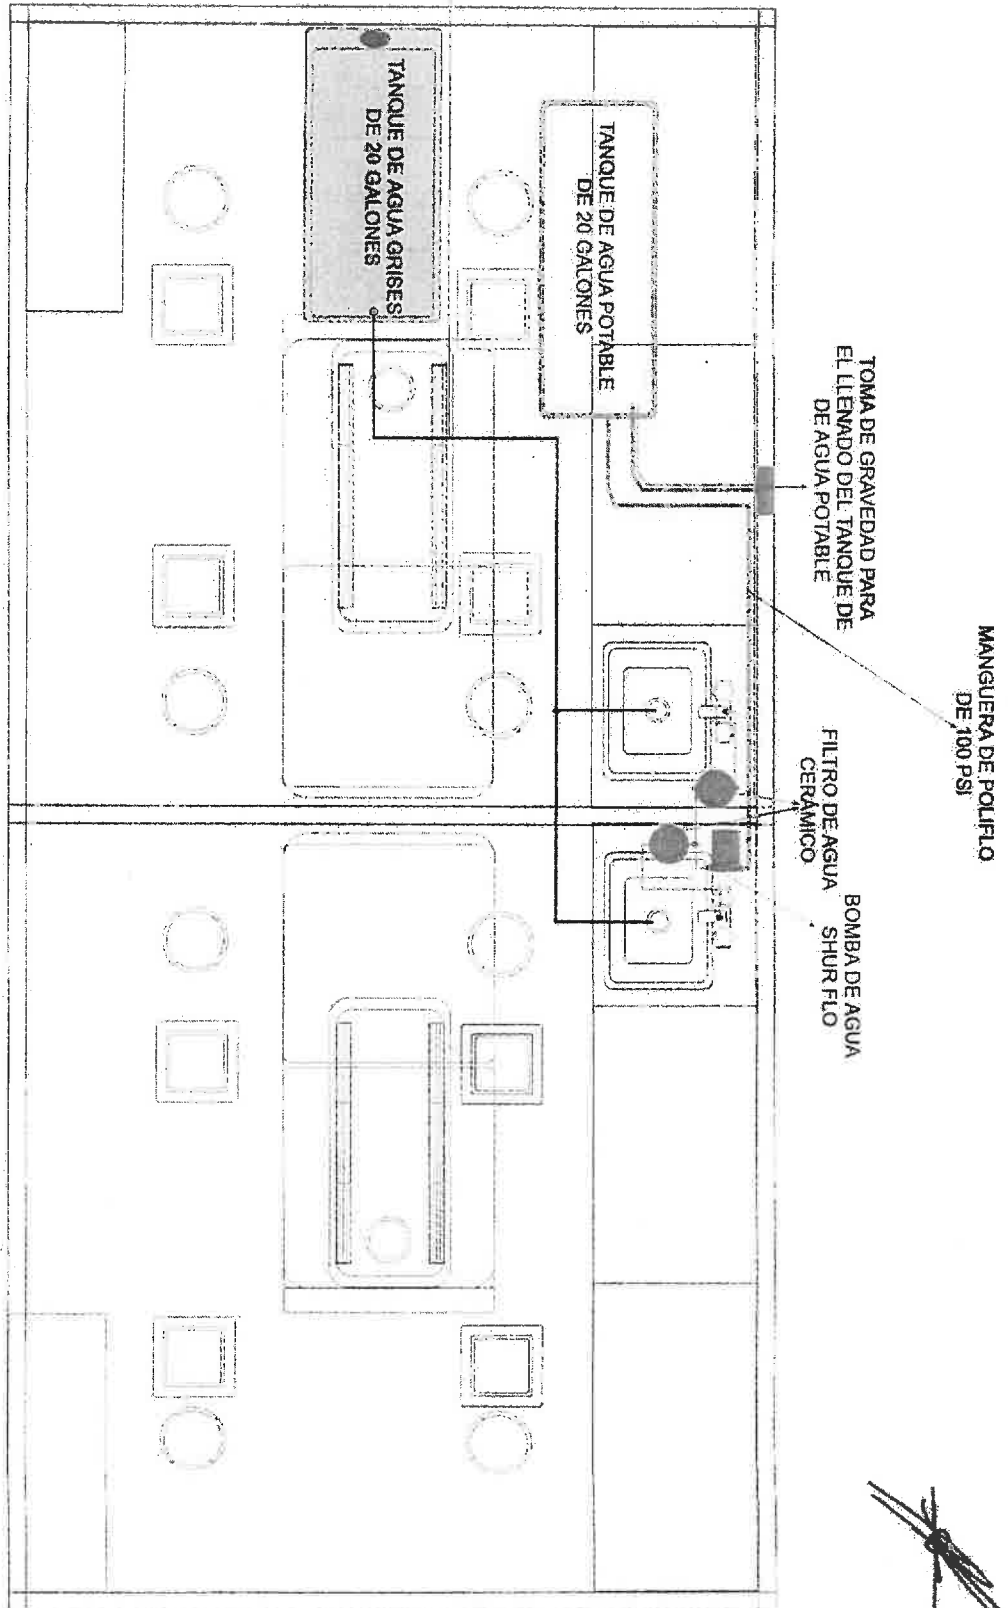 MANGUERA DE POLIFLO
DE 100 PSI
TOMA DE GRAVEDAD PARA
EL LLENADO DEL TANQUE DE
DE AGUA POTABLE
FILTRO DE AGUA
CERÁMICO
BOMBA DE AGUA
SHUR FLO
TANQUE DE AGUA POTABLE
DE 20 GALONES
TANQUE DE AGUA GRISES
DE 20 GALONES